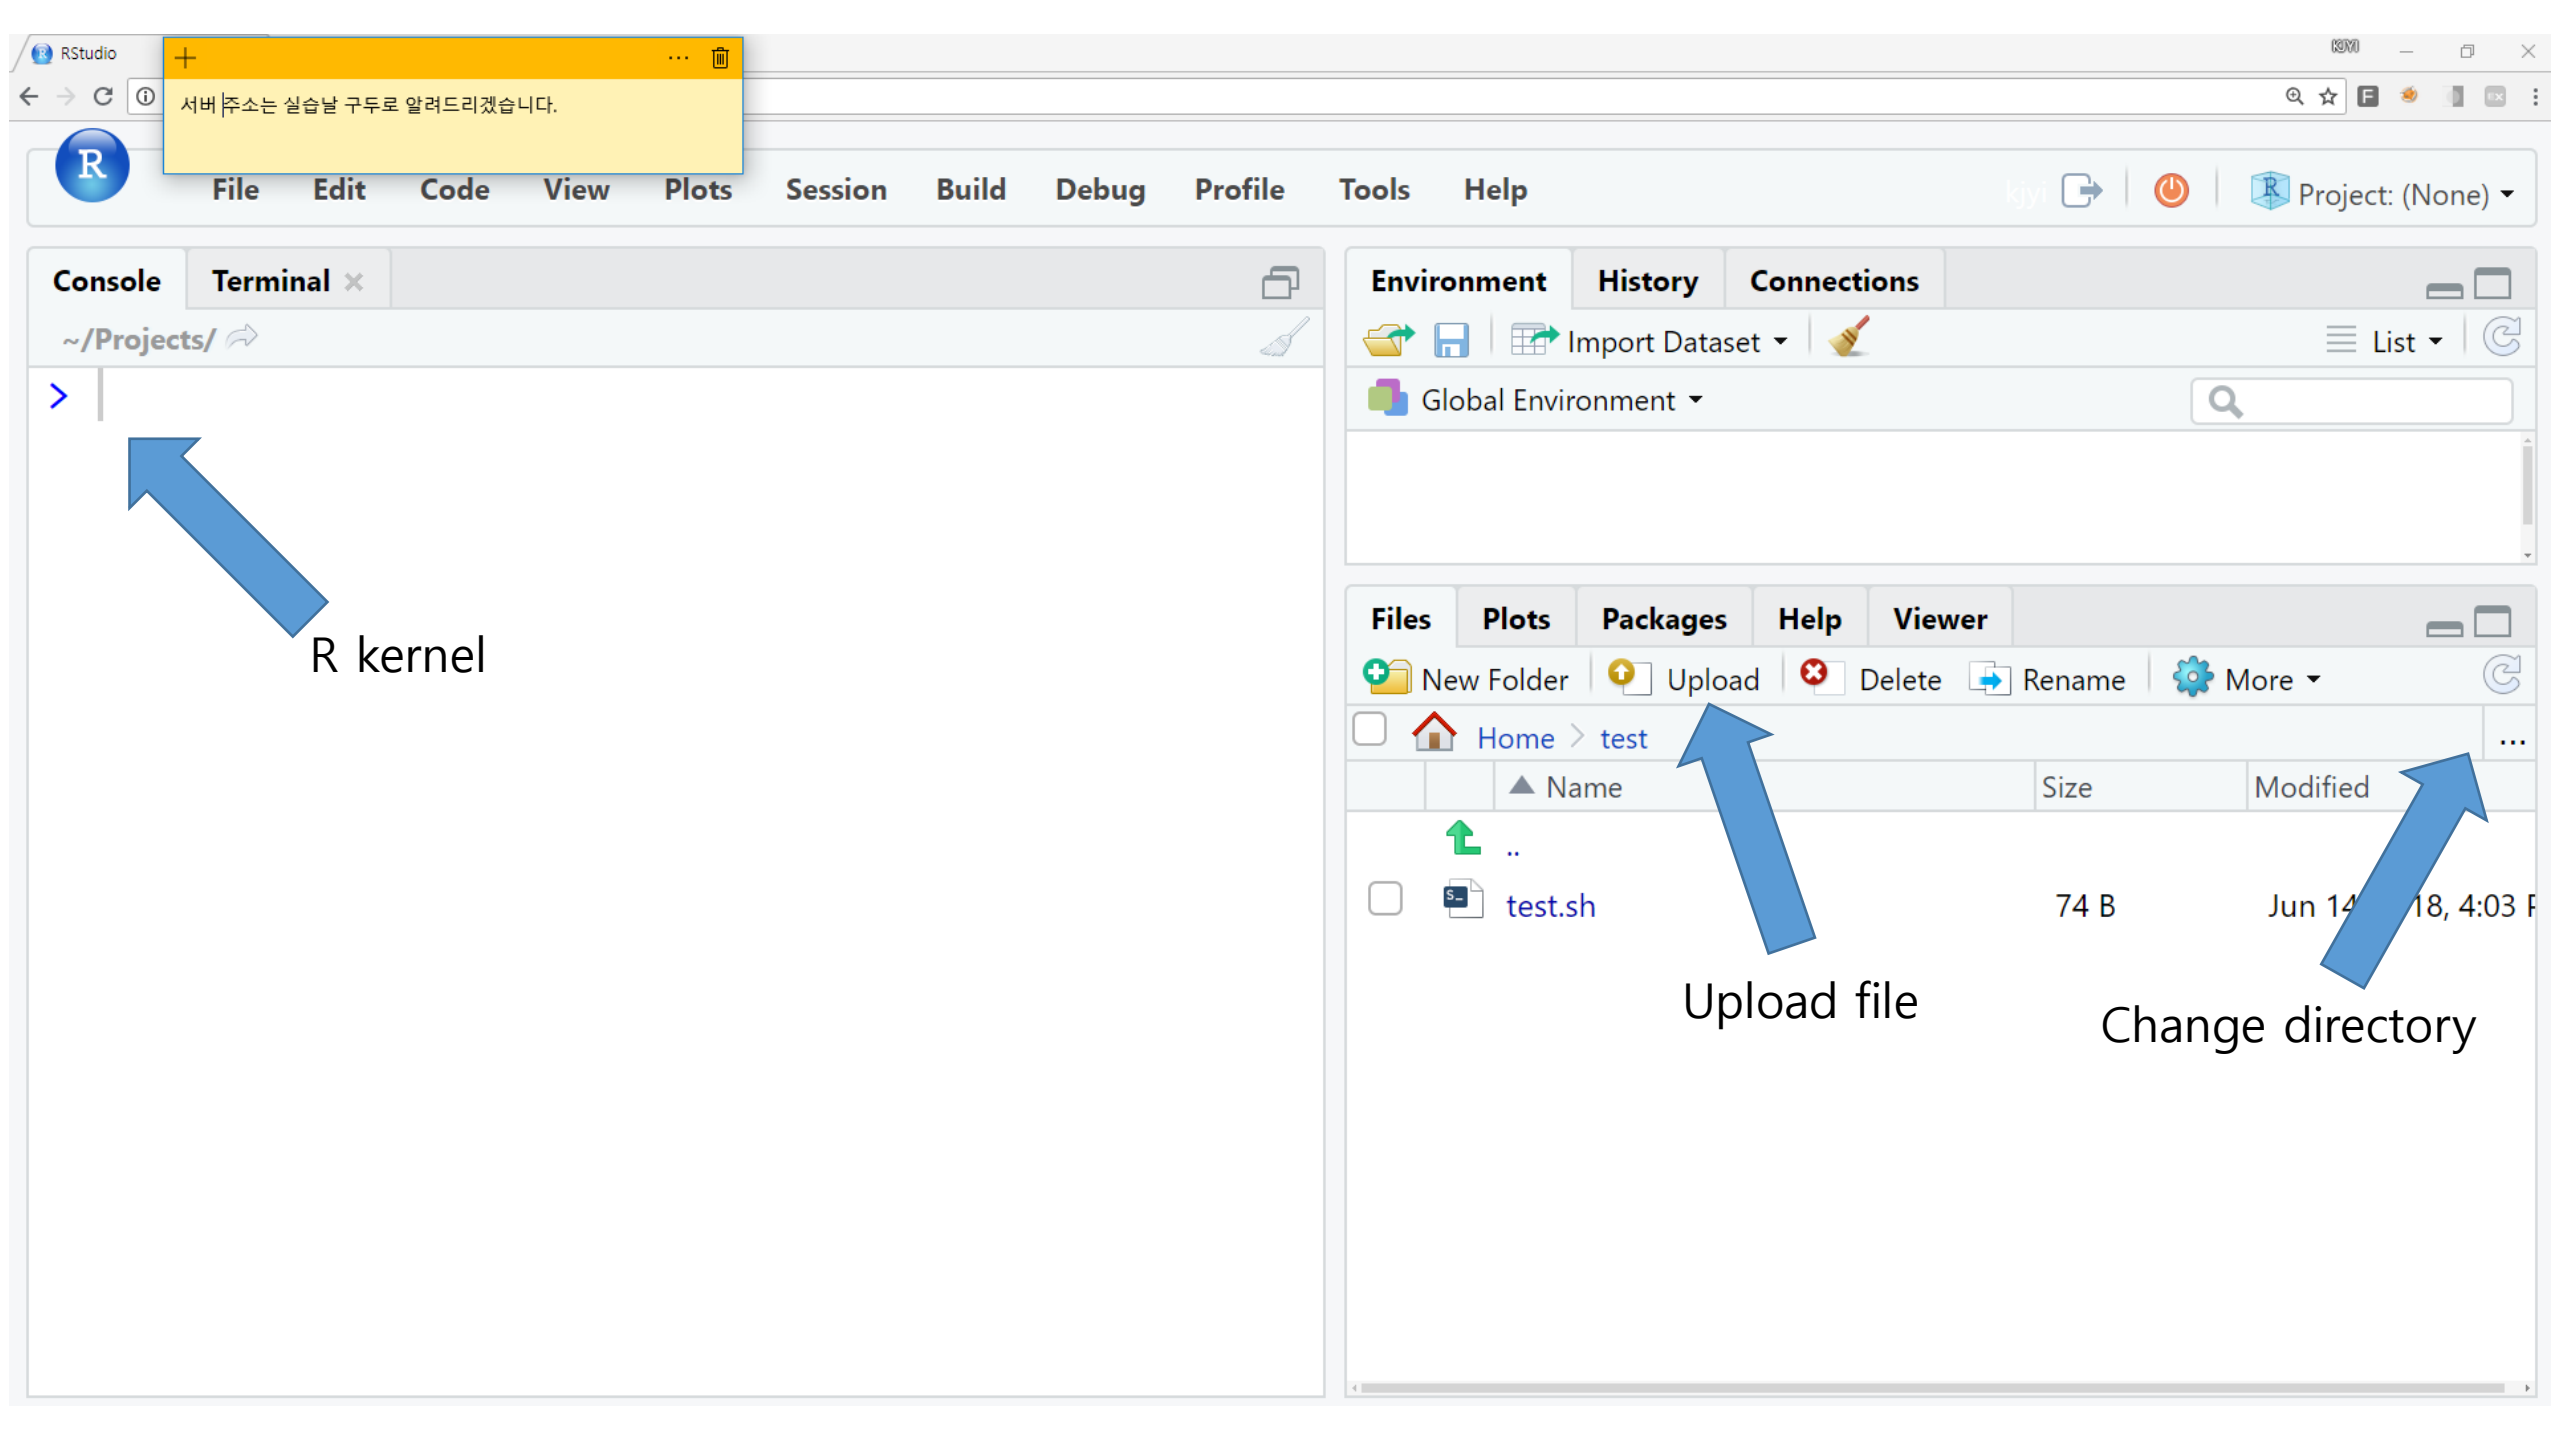 RStudio
KJYI
서버 주소는 실습날 구두로 알려드리겠습니다.
R
File Edit Code View Plots Session Build Debug Profile Tools Help
kjyi
Project: (None)
Console Terminal
~/Projects/
>
Environment History Connections
Import Dataset
List
Global Environment
R kernel
Files Plots Packages Help Viewer
New Folder Upload Delete Rename More
Home > test
...
Name Size Modified
..
test.sh 74 B Jun 14 18, 4:03 P
Upload file
Change directory